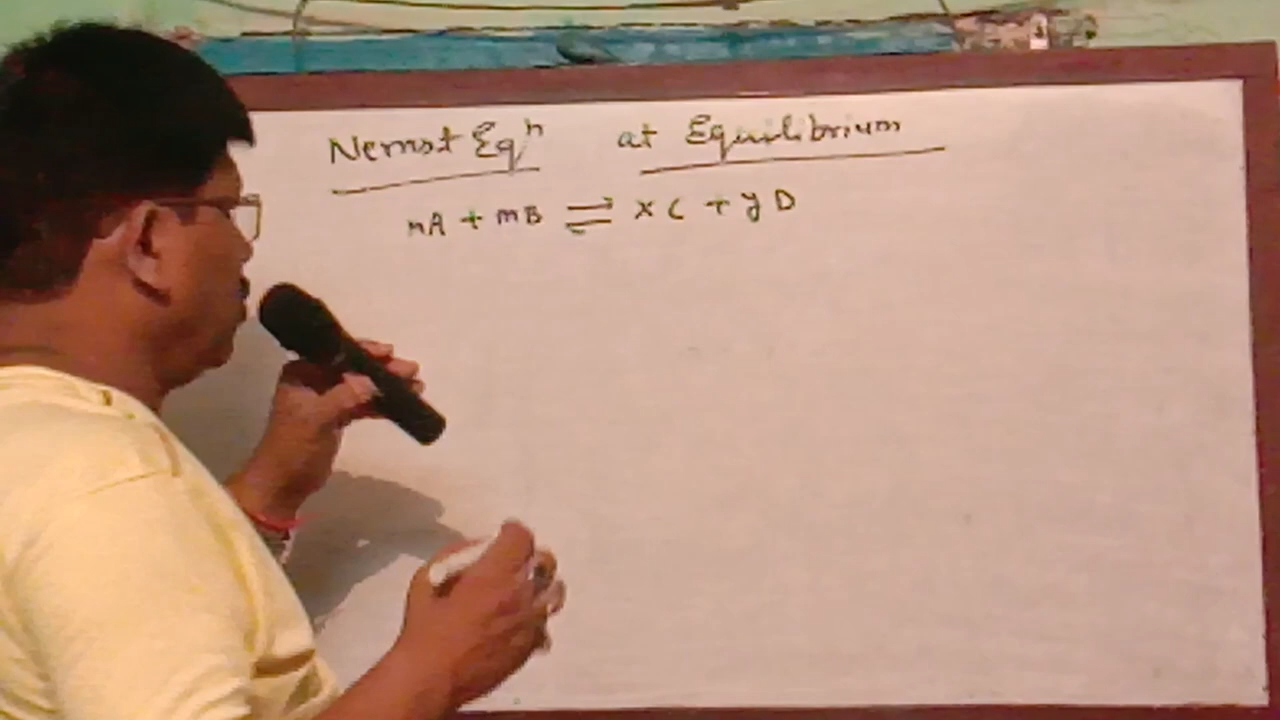 Nernst Eqⁿ at Equilibrium
nA + mB ⇌ xC + yD